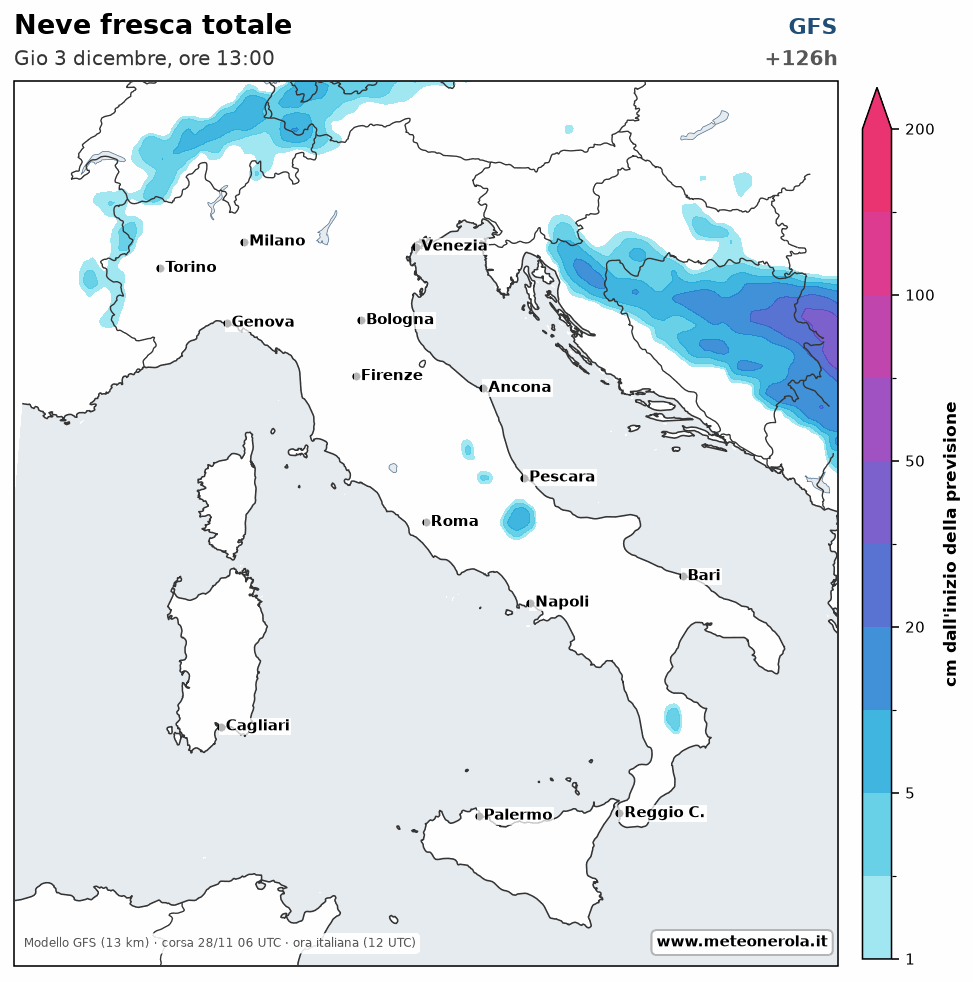 Neve fresca totale
GFS
Gio 3 dicembre, ore 13:00
+126h
200
100
50
20
5
1
cm dall'inizio della previsione
Milano
Venezia
Torino
Genova
Bologna
Firenze
Ancona
Pescara
Roma
Bari
Napoli
Cagliari
Palermo
Reggio C.
Modello GFS (13 km) · corsa 28/11 06 UTC · ora italiana (12 UTC)
www.meteonerola.it